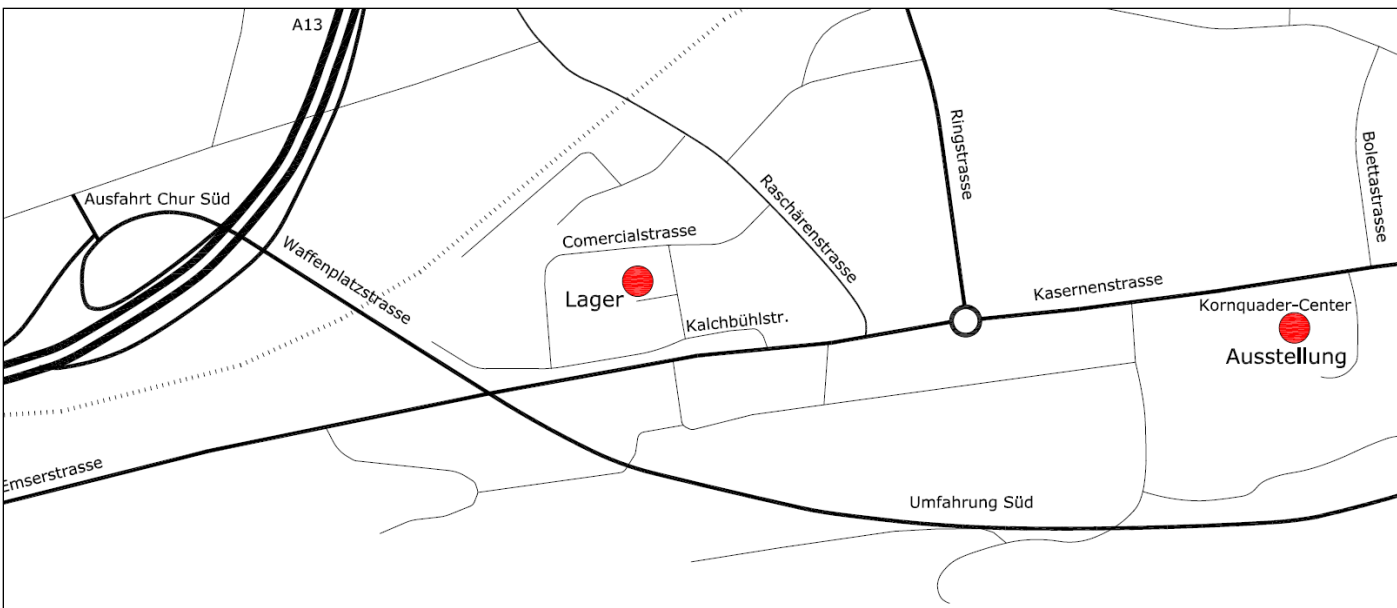 A13
Ausfahrt Chur Süd
Waffenplatzstrasse
Comercialstrasse
Lager
Kalchbühlstr.
Raschärenstrasse
Ringstrasse
Bolettastrasse
Kasernenstrasse
Kornquader-Center
Ausstellung
Emserstrasse
Umfahrung Süd